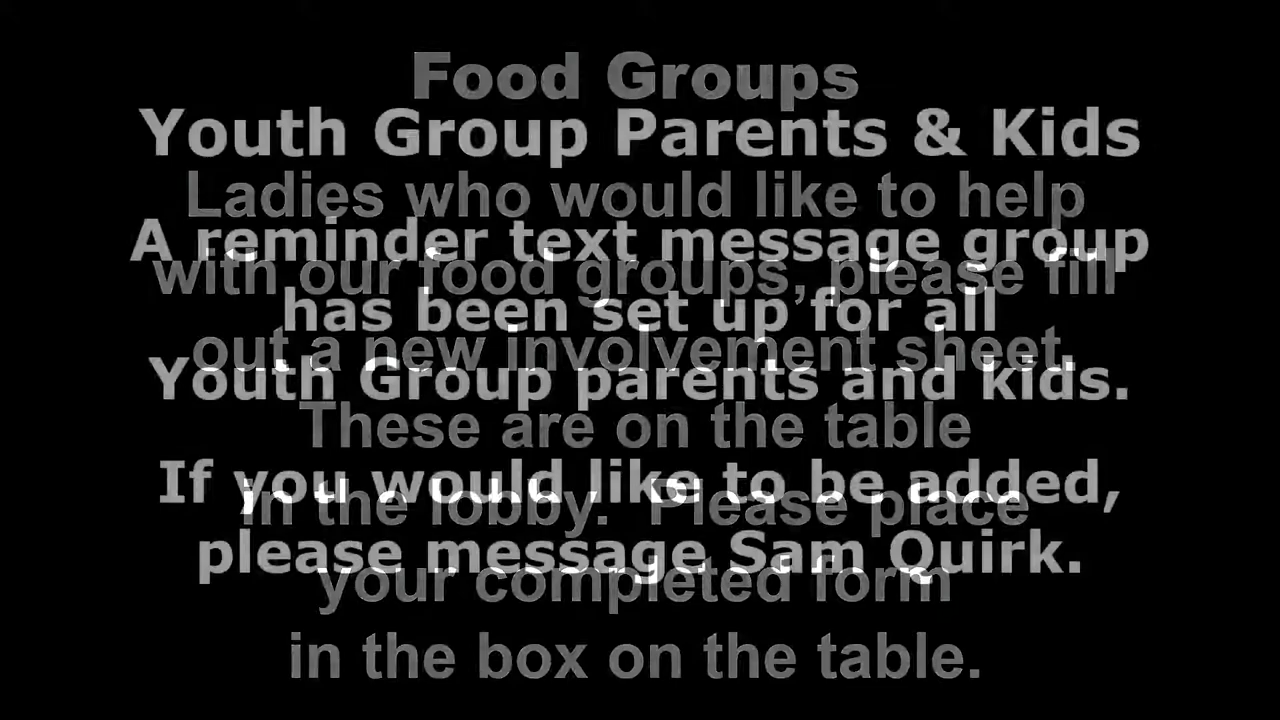 Food Groups
Youth Group Parents & Kids
Ladies who would like to help
A reminder text message group
with our food groups, please fill
has been set up for all
out a new involvement sheet.
Youth Group parents and kids.
These are on the table
If you would like to be added,
in the lobby.  Please place
please message Sam Quirk.
your completed form
in the box on the table.